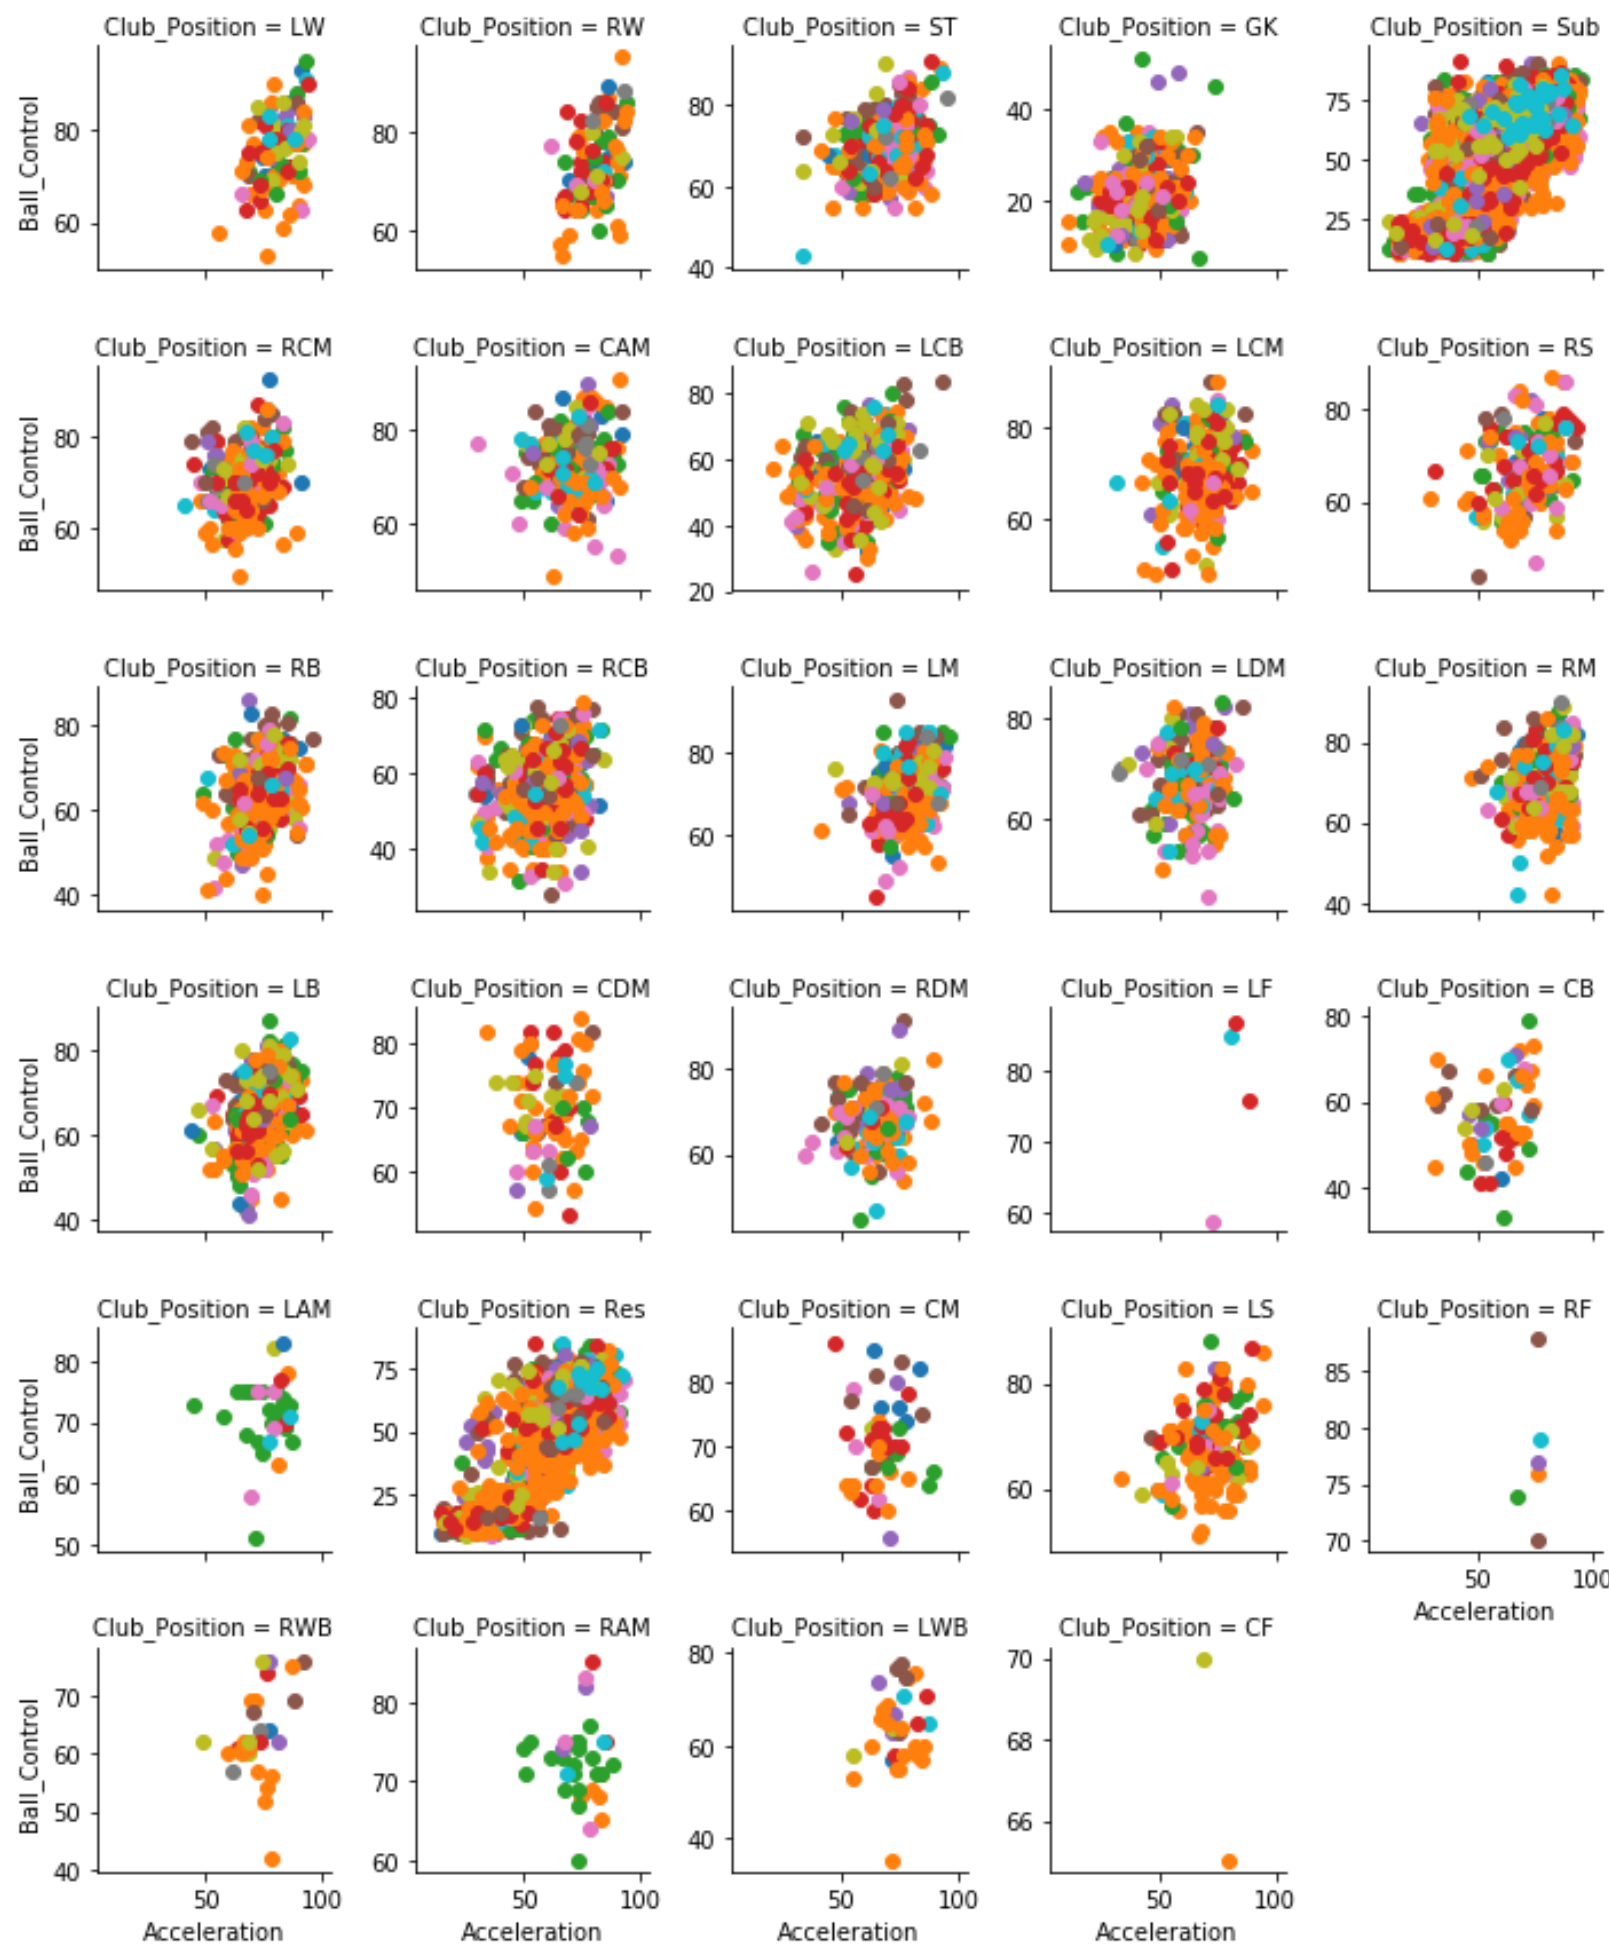 Club_Position = LW
Club_Position = RW
Club_Position = ST
Club_Position = GK
Club_Position = Sub
Ball_Control
80
60
80
60
80
60
40
40
20
75
50
25
Club_Position = RCM
Club_Position = CAM
Club_Position = LCB
Club_Position = LCM
Club_Position = RS
Ball_Control
80
60
80
60
80
60
40
20
80
60
80
60
Club_Position = RB
Club_Position = RCB
Club_Position = LM
Club_Position = LDM
Club_Position = RM
Ball_Control
80
60
40
80
60
40
80
60
80
60
80
60
40
Club_Position = LB
Club_Position = CDM
Club_Position = RDM
Club_Position = LF
Club_Position = CB
Ball_Control
80
60
40
80
70
60
80
60
80
70
60
80
60
40
Club_Position = LAM
Club_Position = Res
Club_Position = CM
Club_Position = LS
Club_Position = RF
Ball_Control
80
70
60
50
75
50
25
80
70
60
80
60
85
80
75
70
50
100
Acceleration
Club_Position = RWB
Club_Position = RAM
Club_Position = LWB
Club_Position = CF
Ball_Control
70
60
50
40
80
70
60
80
60
40
70
68
66
50
100
50
100
50
100
50
100
Acceleration
Acceleration
Acceleration
Acceleration